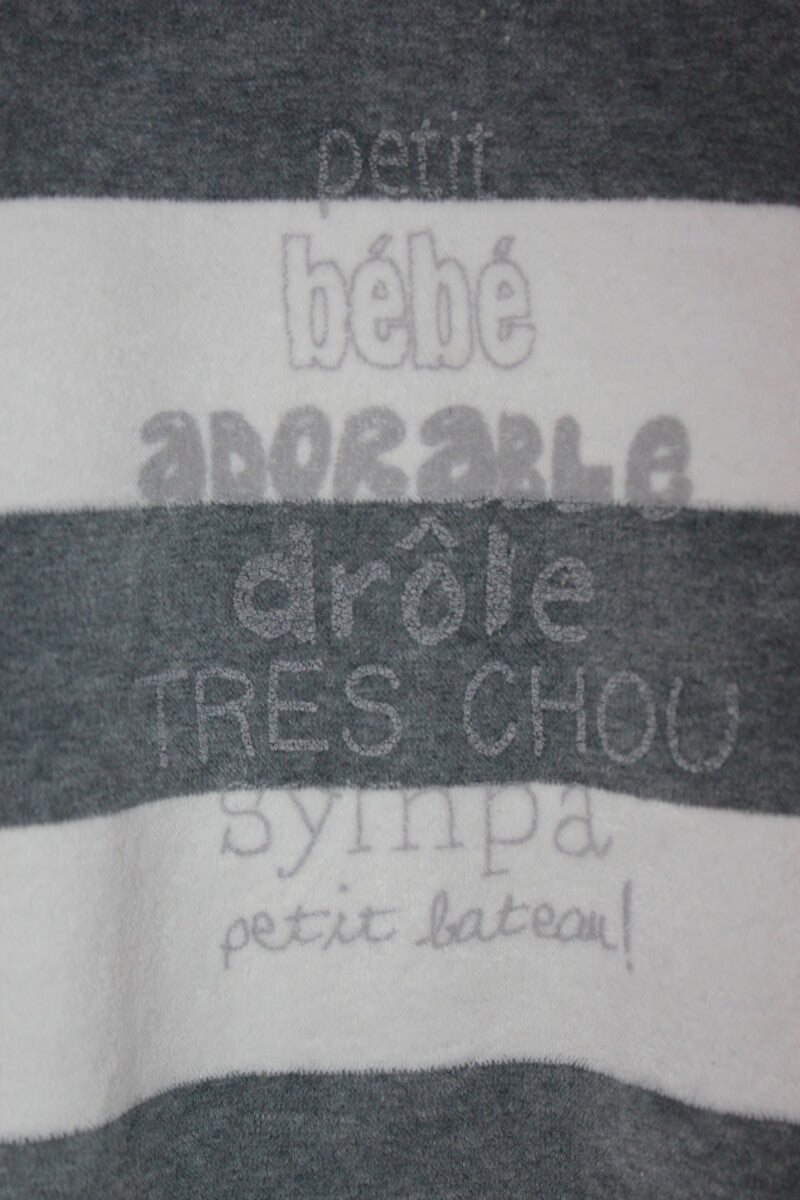 petit
bébé
ADORABLE
drôle
TRES CHOU
sympa
petit bateau!